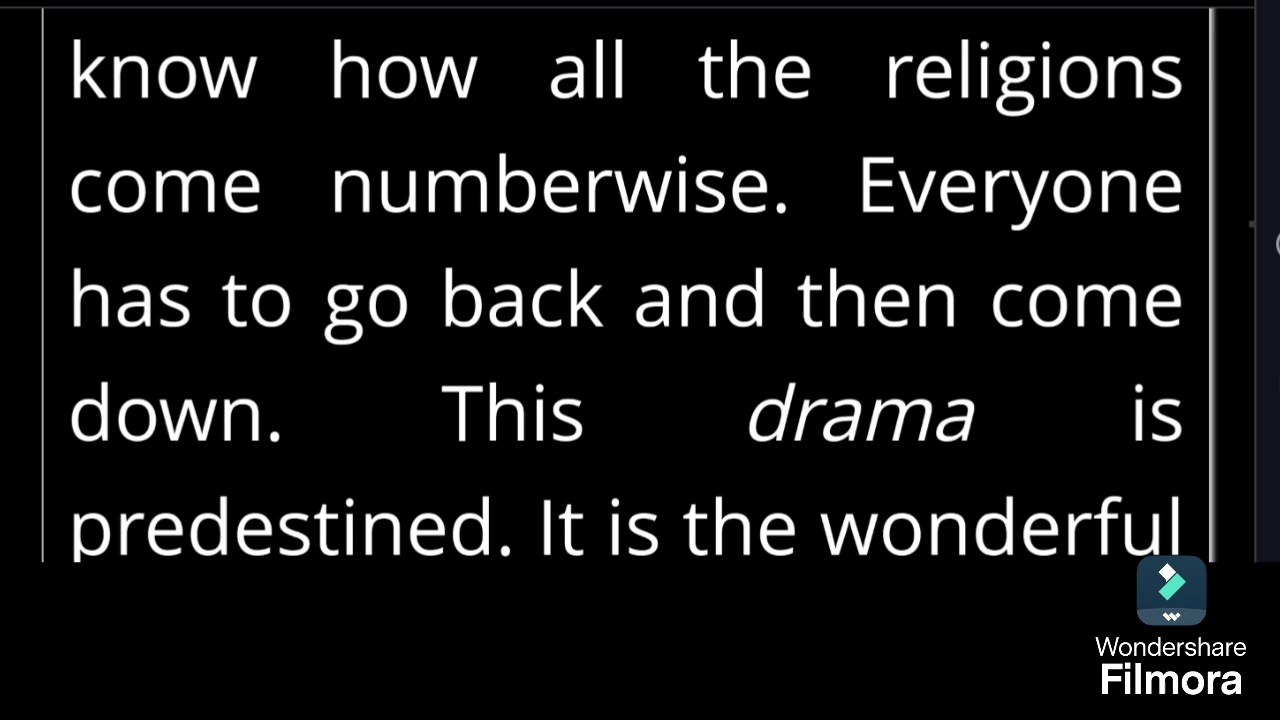 know how all the religions
come numberwise. Everyone
has to go back and then come
down. This drama is
predestined. It is the wonderful
Wondershare
Filmora